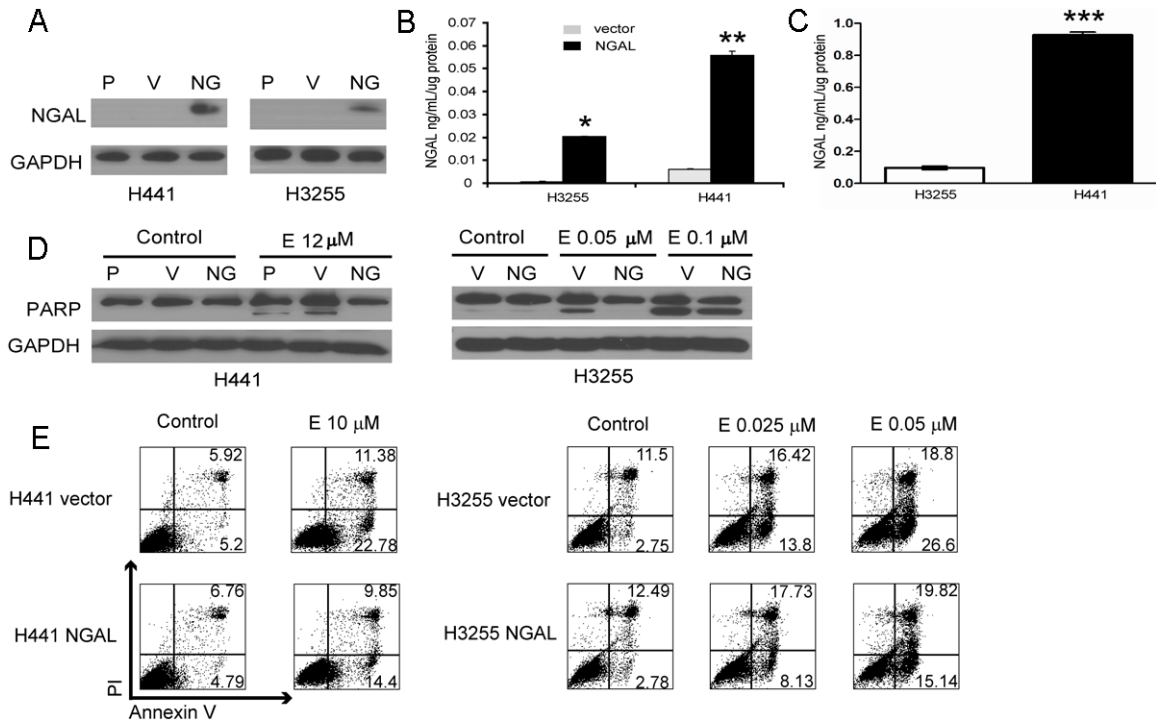 A
P V NG P V NG
NGAL
GAPDH
H441 H3255
B
NGAL ng/mL/ug protein
0.07
0.06
0.05
0.04
0.03
0.02
0.01
0
vector
NGAL
*
**
H3255 H441
C
NGAL ng/mL/ug protein
1.0
0.8
0.6
0.4
0.2
0.0
***
H3255 H441
D
Control E 12 μM
P V NG P V NG
PARP
GAPDH
H441
Control E 0.05 μM E 0.1 μM
V NG V NG V NG
H3255
E
Control E 10 μM
H441 vector
5.92
5.2
11.38
22.78
H441 NGAL
6.76
4.79
9.85
14.4
PI
Annexin V
Control E 0.025 μM E 0.05 μM
H3255 vector
11.5
2.75
16.42
13.8
18.8
26.6
H3255 NGAL
12.49
2.78
17.73
8.13
19.82
15.14